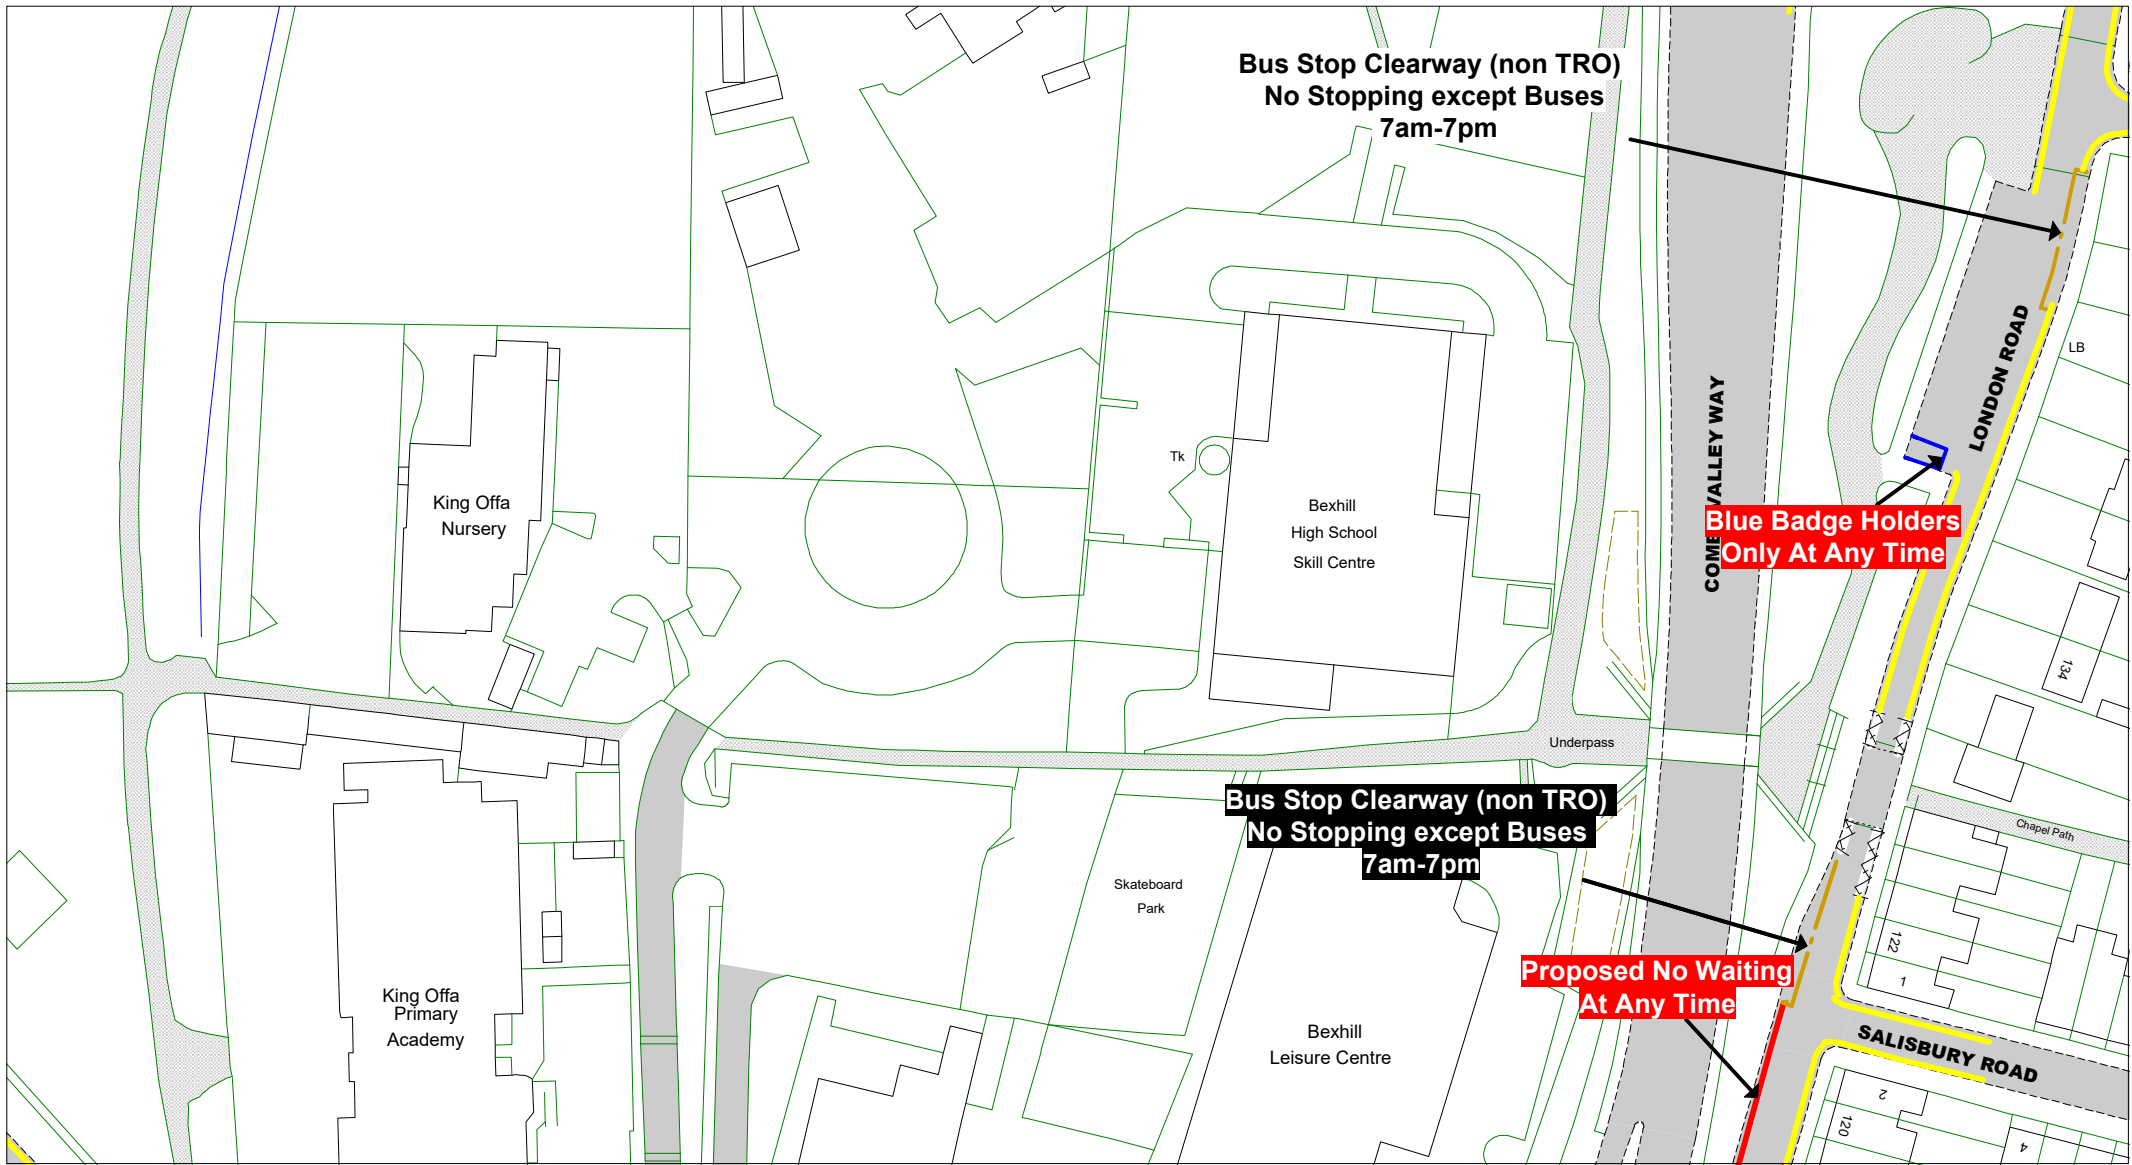 Bus Stop Clearway (non TRO)
No Stopping except Buses
7am-7pm
LONDON ROAD
LB
COMBE VALLEY WAY
Tk
King Offa
Nursery
Bexhill
High School
Skill Centre
Blue Badge Holders
Only At Any Time
134
Underpass
Bus Stop Clearway (non TRO)
No Stopping except Buses
7am-7pm
Chapel Path
Skateboard
Park
122
1
Proposed No Waiting
At Any Time
King Offa
Primary
Academy
Bexhill
Leisure Centre
SALISBURY ROAD
2
120
4